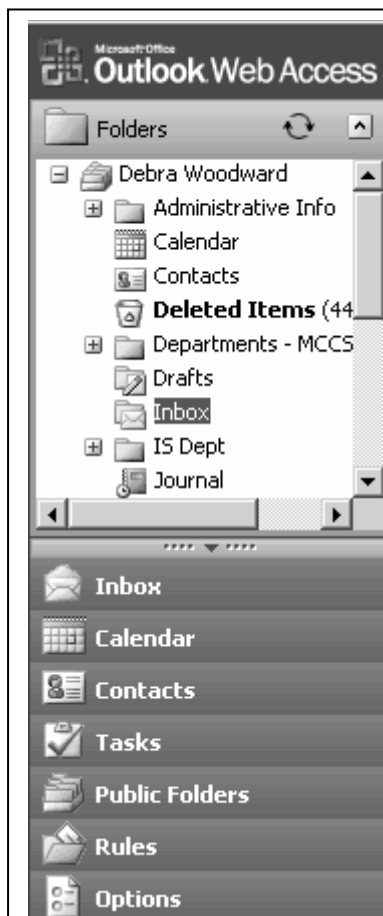 Microsoft Office
Outlook Web Access
Folders
Debra Woodward
Administrative Info
Calendar
Contacts
Deleted Items (44
Departments - MCCS
Drafts
Inbox
IS Dept
Journal
Inbox
Calendar
Contacts
Tasks
Public Folders
Rules
Options